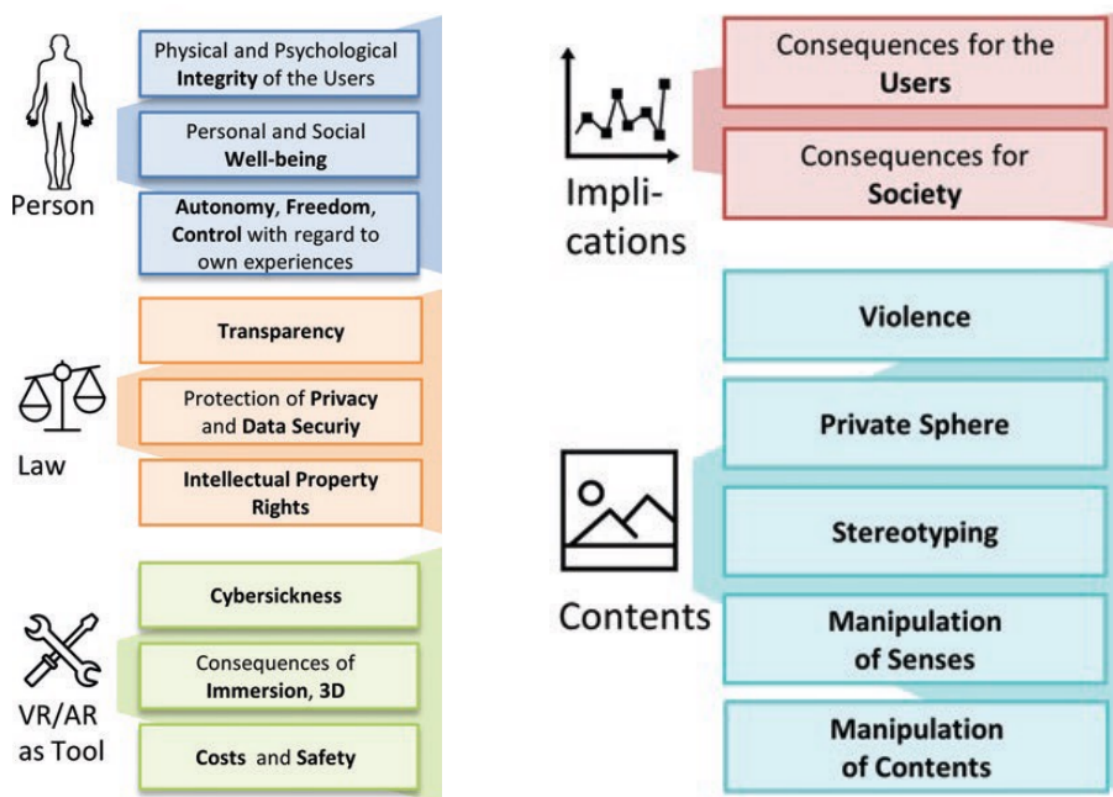 Physical and Psychological
Integrity of the Users
Personal and Social
Well-being
Person
Autonomy, Freedom,
Control with regard to
own experiences
Transparency
Protection of Privacy
and Data Securiy
Law
Intellectual Property
Rights
Cybersickness
Consequences of
Immersion, 3D
VR/AR
as Tool
Costs and Safety
Consequences for the
Users
Consequences for
Society
Impli-
cations
Violence
Private Sphere
Stereotyping
Contents
Manipulation
of Senses
Manipulation
of Contents